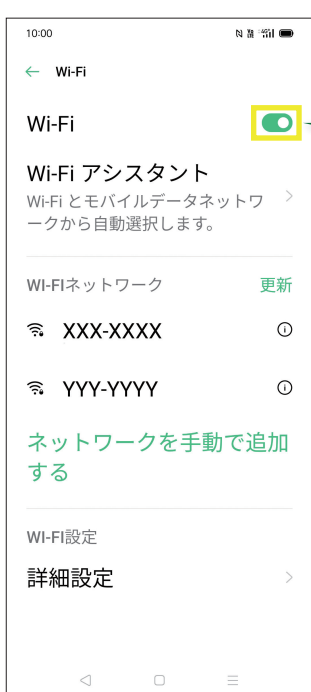 10:00
Wi-Fi
Wi-Fi
Wi-Fi アシスタント
Wi-Fi とモバイルデータネットワ
ークから自動選択します。
WI-FIネットワーク 更新
XXX-XXXX
YYY-YYYY
ネットワークを手動で追加
する
WI-FI設定
詳細設定